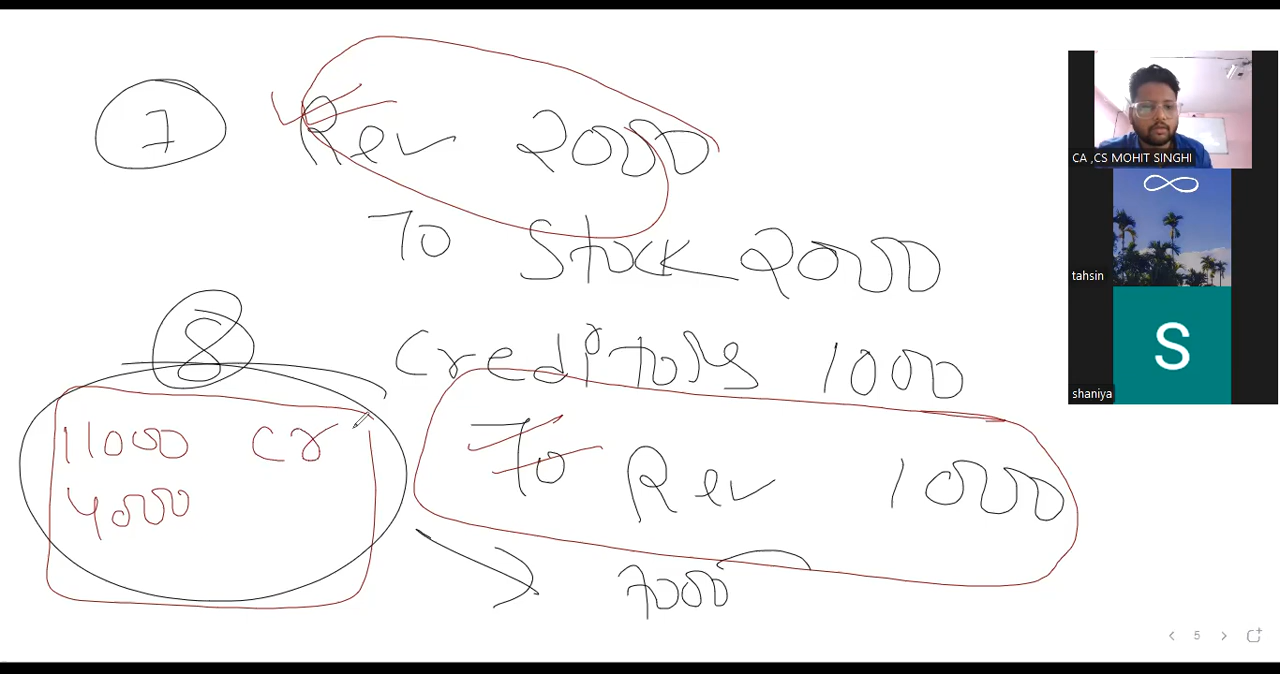 7 Rev 2000
To Stock 2000
8 Creditors 1000
11000 Cr
4000
To Rev 1000
7000
CA ,CS MOHIT SINGHI
tahsin
S
shaniya
5